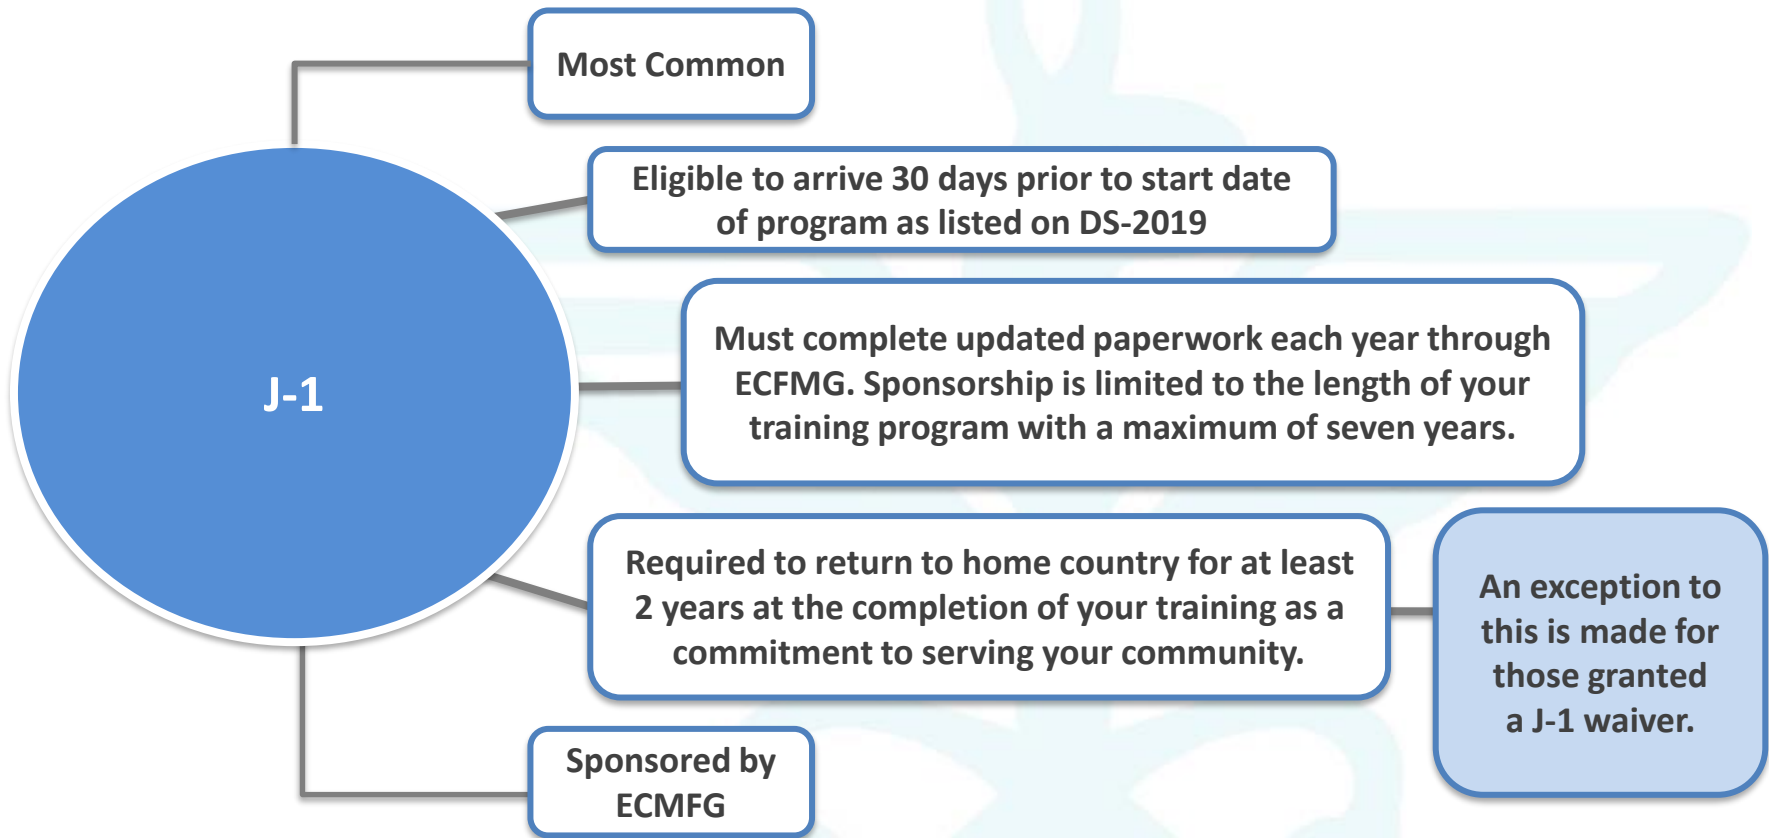 Most Common
Eligible to arrive 30 days prior to start date
of program as listed on DS-2019
Must complete updated paperwork each year through
ECFMG. Sponsorship is limited to the length of your
training program with a maximum of seven years.
J-1
Required to return to home country for at least
2 years at the completion of your training as a
commitment to serving your community.
An exception to
this is made for
those granted
a J-1 waiver.
Sponsored by
ECMFG